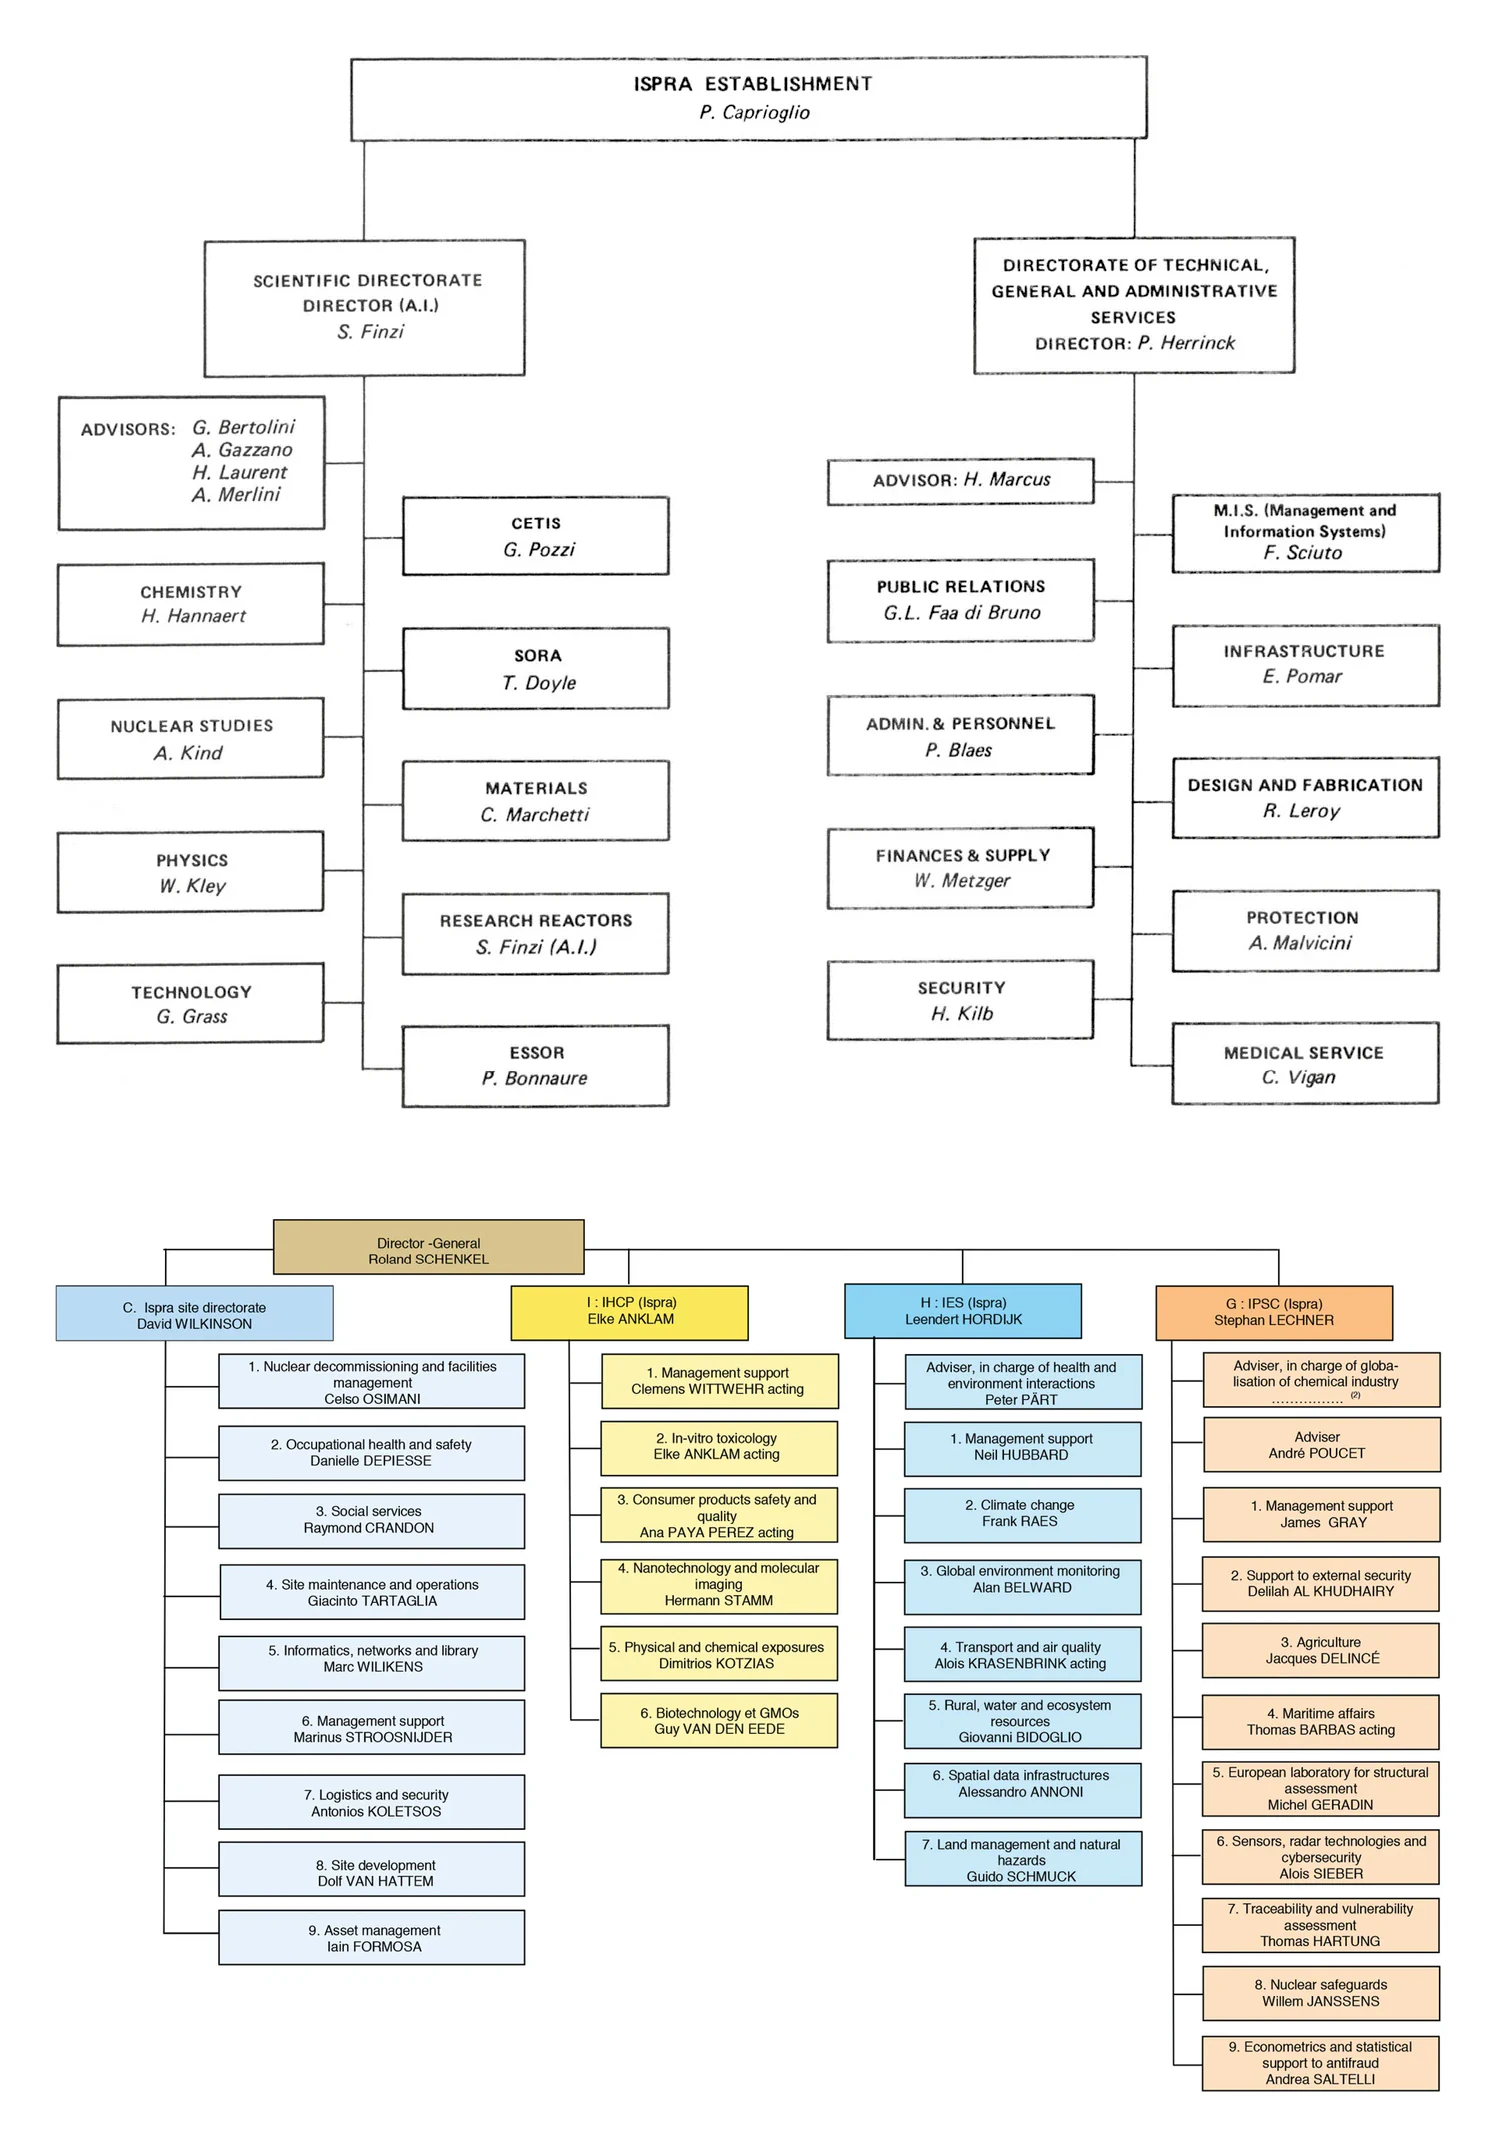 ISPRA ESTABLISHMENT
P. Caprioglio
SCIENTIFIC DIRECTORATE
DIRECTOR (A.I.)
S. Finzi
ADVISORS: G. Bertolini
A. Gazzano
H. Laurent
A. Merlini
CETIS
G. Pozzi
CHEMISTRY
H. Hannaert
SORA
T. Doyle
NUCLEAR STUDIES
A. Kind
MATERIALS
C. Marchetti
PHYSICS
W. Kley
RESEARCH REACTORS
S. Finzi (A.I.)
TECHNOLOGY
G. Grass
ESSOR
P. Bonnaure
DIRECTORATE OF TECHNICAL,
GENERAL AND ADMINISTRATIVE
SERVICES
DIRECTOR: P. Herrinck
ADVISOR: H. Marcus
M.I.S. (Management and
Information Systems)
F. Sciuto
PUBLIC RELATIONS
G.L. Faa di Bruno
INFRASTRUCTURE
E. Pomar
ADMIN. & PERSONNEL
P. Blaes
DESIGN AND FABRICATION
R. Leroy
FINANCES & SUPPLY
W. Metzger
PROTECTION
A. Malvicini
SECURITY
H. Kilb
MEDICAL SERVICE
C. Vigan
Director -General
Roland SCHENKEL
C. Ispra site directorate
David WILKINSON
1. Nuclear decommissioning and facilities
management
Celso OSIMANI
2. Occupational health and safety
Danielle DEPIESSE
3. Social services
Raymond CRANDON
4. Site maintenance and operations
Giacinto TARTAGLIA
5. Informatics, networks and library
Marc WILIKENS
6. Management support
Marinus STROOSNIJDER
7. Logistics and security
Antonios KOLETSOS
8. Site development
Dolf VAN HATTEM
9. Asset management
Iain FORMOSA
I : IHCP (Ispra)
Elke ANKLAM
1. Management support
Clemens WITTWEHR acting
2. In-vitro toxicology
Elke ANKLAM acting
3. Consumer products safety and
quality
Ana PAYA PEREZ acting
4. Nanotechnology and molecular
imaging
Hermann STAMM
5. Physical and chemical exposures
Dimitrios KOTZIAS
6. Biotechnology et GMOs
Guy VAN DEN EEDE
H : IES (Ispra)
Leendert HORDIJK
Adviser, in charge of health and
environment interactions
Peter PÄRT
1. Management support
Neil HUBBARD
2. Climate change
Frank RAES
3. Global environment monitoring
Alan BELWARD
4. Transport and air quality
Alois KRASENBRINK acting
5. Rural, water and ecosystem
resources
Giovanni BIDOGLIO
6. Spatial data infrastructures
Alessandro ANNONI
7. Land management and natural
hazards
Guido SCHMUCK
G : IPSC (Ispra)
Stephan LECHNER
Adviser, in charge of globa-
lisation of chemical industry
................ (2)
Adviser
André POUCET
1. Management support
James GRAY
2. Support to external security
Delilah AL KHUDHAIRY
3. Agriculture
Jacques DELINCÉ
4. Maritime affairs
Thomas BARBAS acting
5. European laboratory for structural
assessment
Michel GERADIN
6. Sensors, radar technologies and
cybersecurity
Alois SIEBER
7. Traceability and vulnerability
assessment
Thomas HARTUNG
8. Nuclear safeguards
Willem JANSSENS
9. Econometrics and statistical
support to antifraud
Andrea SALTELLI